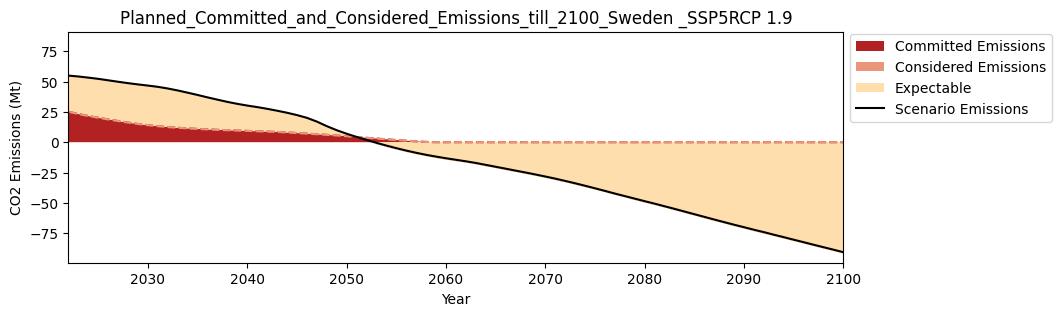 Planned_Committed_and_Considered_Emissions_till_2100_Sweden _SSP5RCP 1.9
Committed Emissions
Considered Emissions
Expectable
Scenario Emissions
CO2 Emissions (Mt)
75
50
25
0
−25
−50
−75
2030 2040 2050 2060 2070 2080 2090 2100
Year